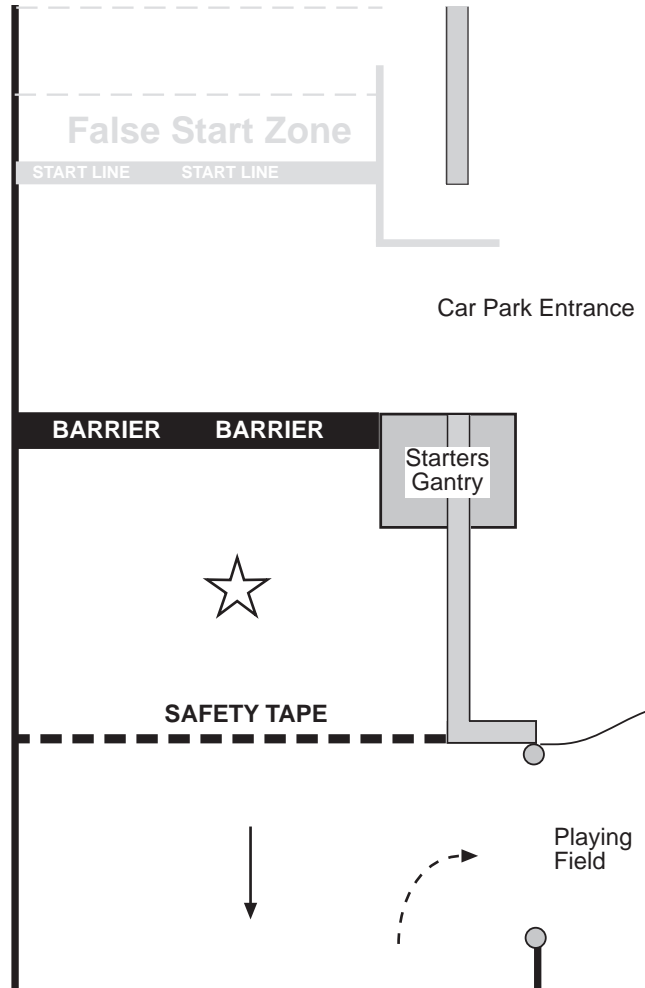 False Start Zone
START LINE START LINE
Car Park Entrance
BARRIER BARRIER
Starters
Gantry
SAFETY TAPE
Playing
Field